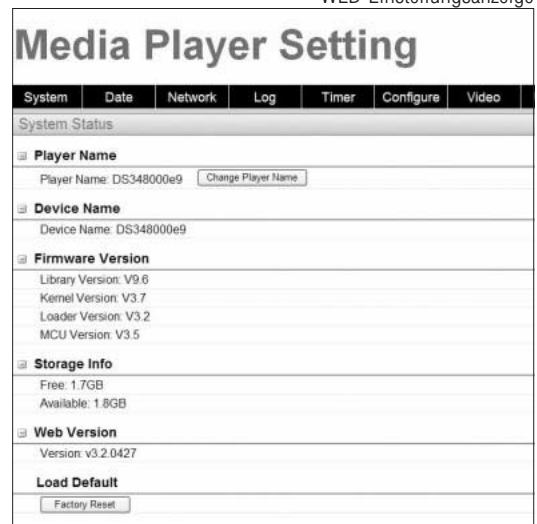 WEB-Einstellungsanzeige
Media Player Setting
System Date Network Log Timer Configure Video
System Status
Player Name
Player Name: DS348000e9 Change Player Name
Device Name
Device Name: DS348000e9
Firmware Version
Library Version: V9.6
Kernel Version: V3.7
Loader Version: V3.2
MCU Version: V3.5
Storage Info
Free: 1.7GB
Available: 1.8GB
Web Version
Version: v3.2.0427
Load Default
Factory Reset